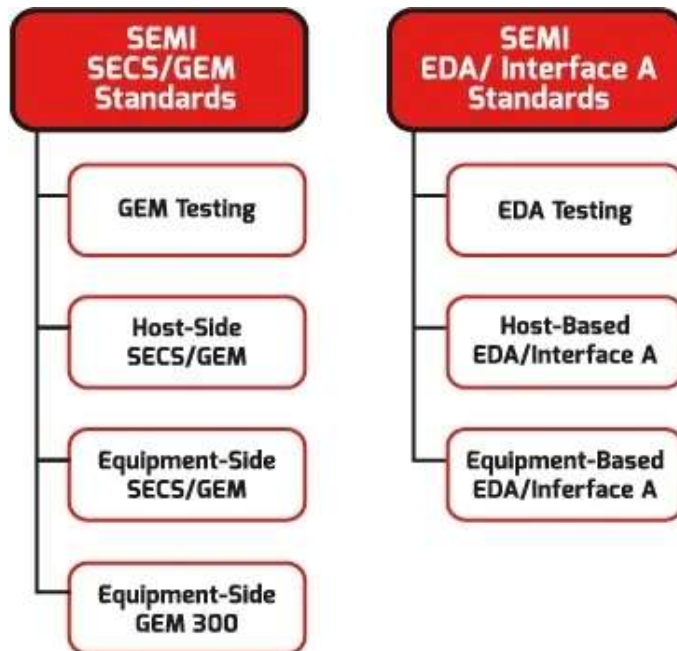 SEMI
SECS/GEM
Standards
GEM Testing
Host-Side
SECS/GEM
Equipment-Side
SECS/GEM
Equipment-Side
GEM 300
SEMI
EDA/ Interface A
Standards
EDA Testing
Host-Based
EDA/Interface A
Equipment-Based
EDA/Inferface A